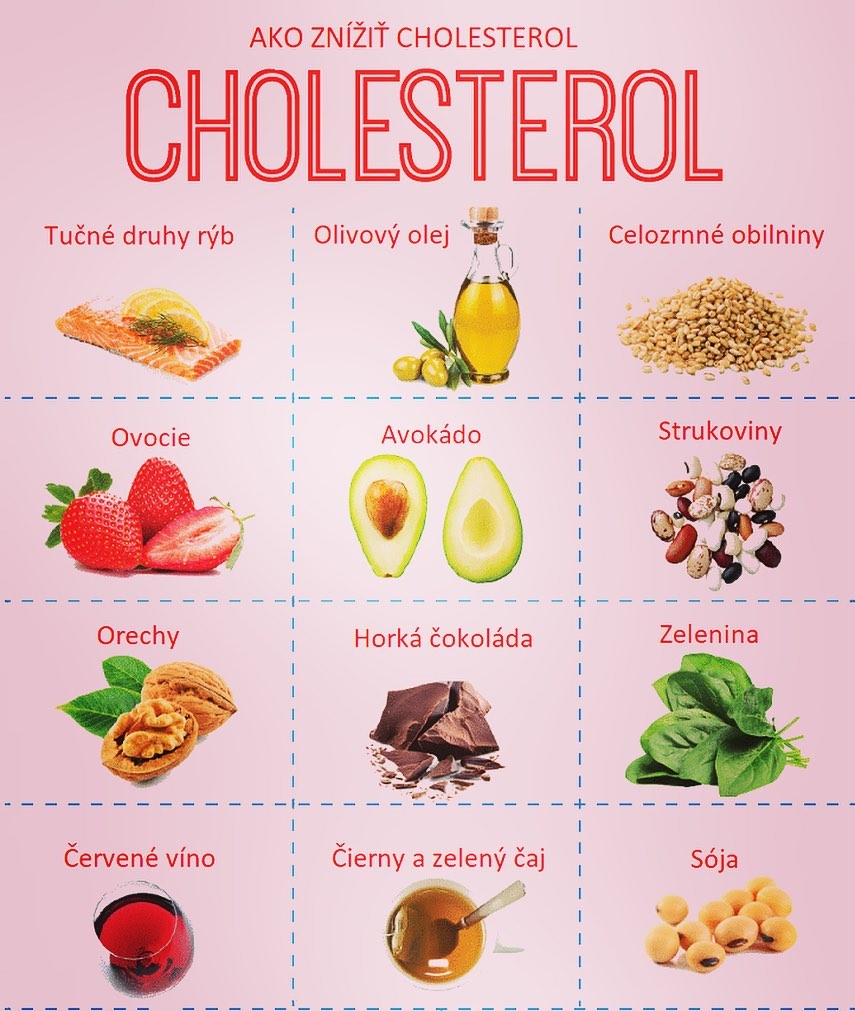 AKO ZNÍŽIŤ CHOLESTEROL
CHOLESTEROL
Tučné druhy rýb
Olivový olej
Celozrnné obilniny
Ovocie
Avokádo
Strukoviny
Orechy
Horká čokoláda
Zelenina
Červené víno
Čierny a zelený čaj
Sója